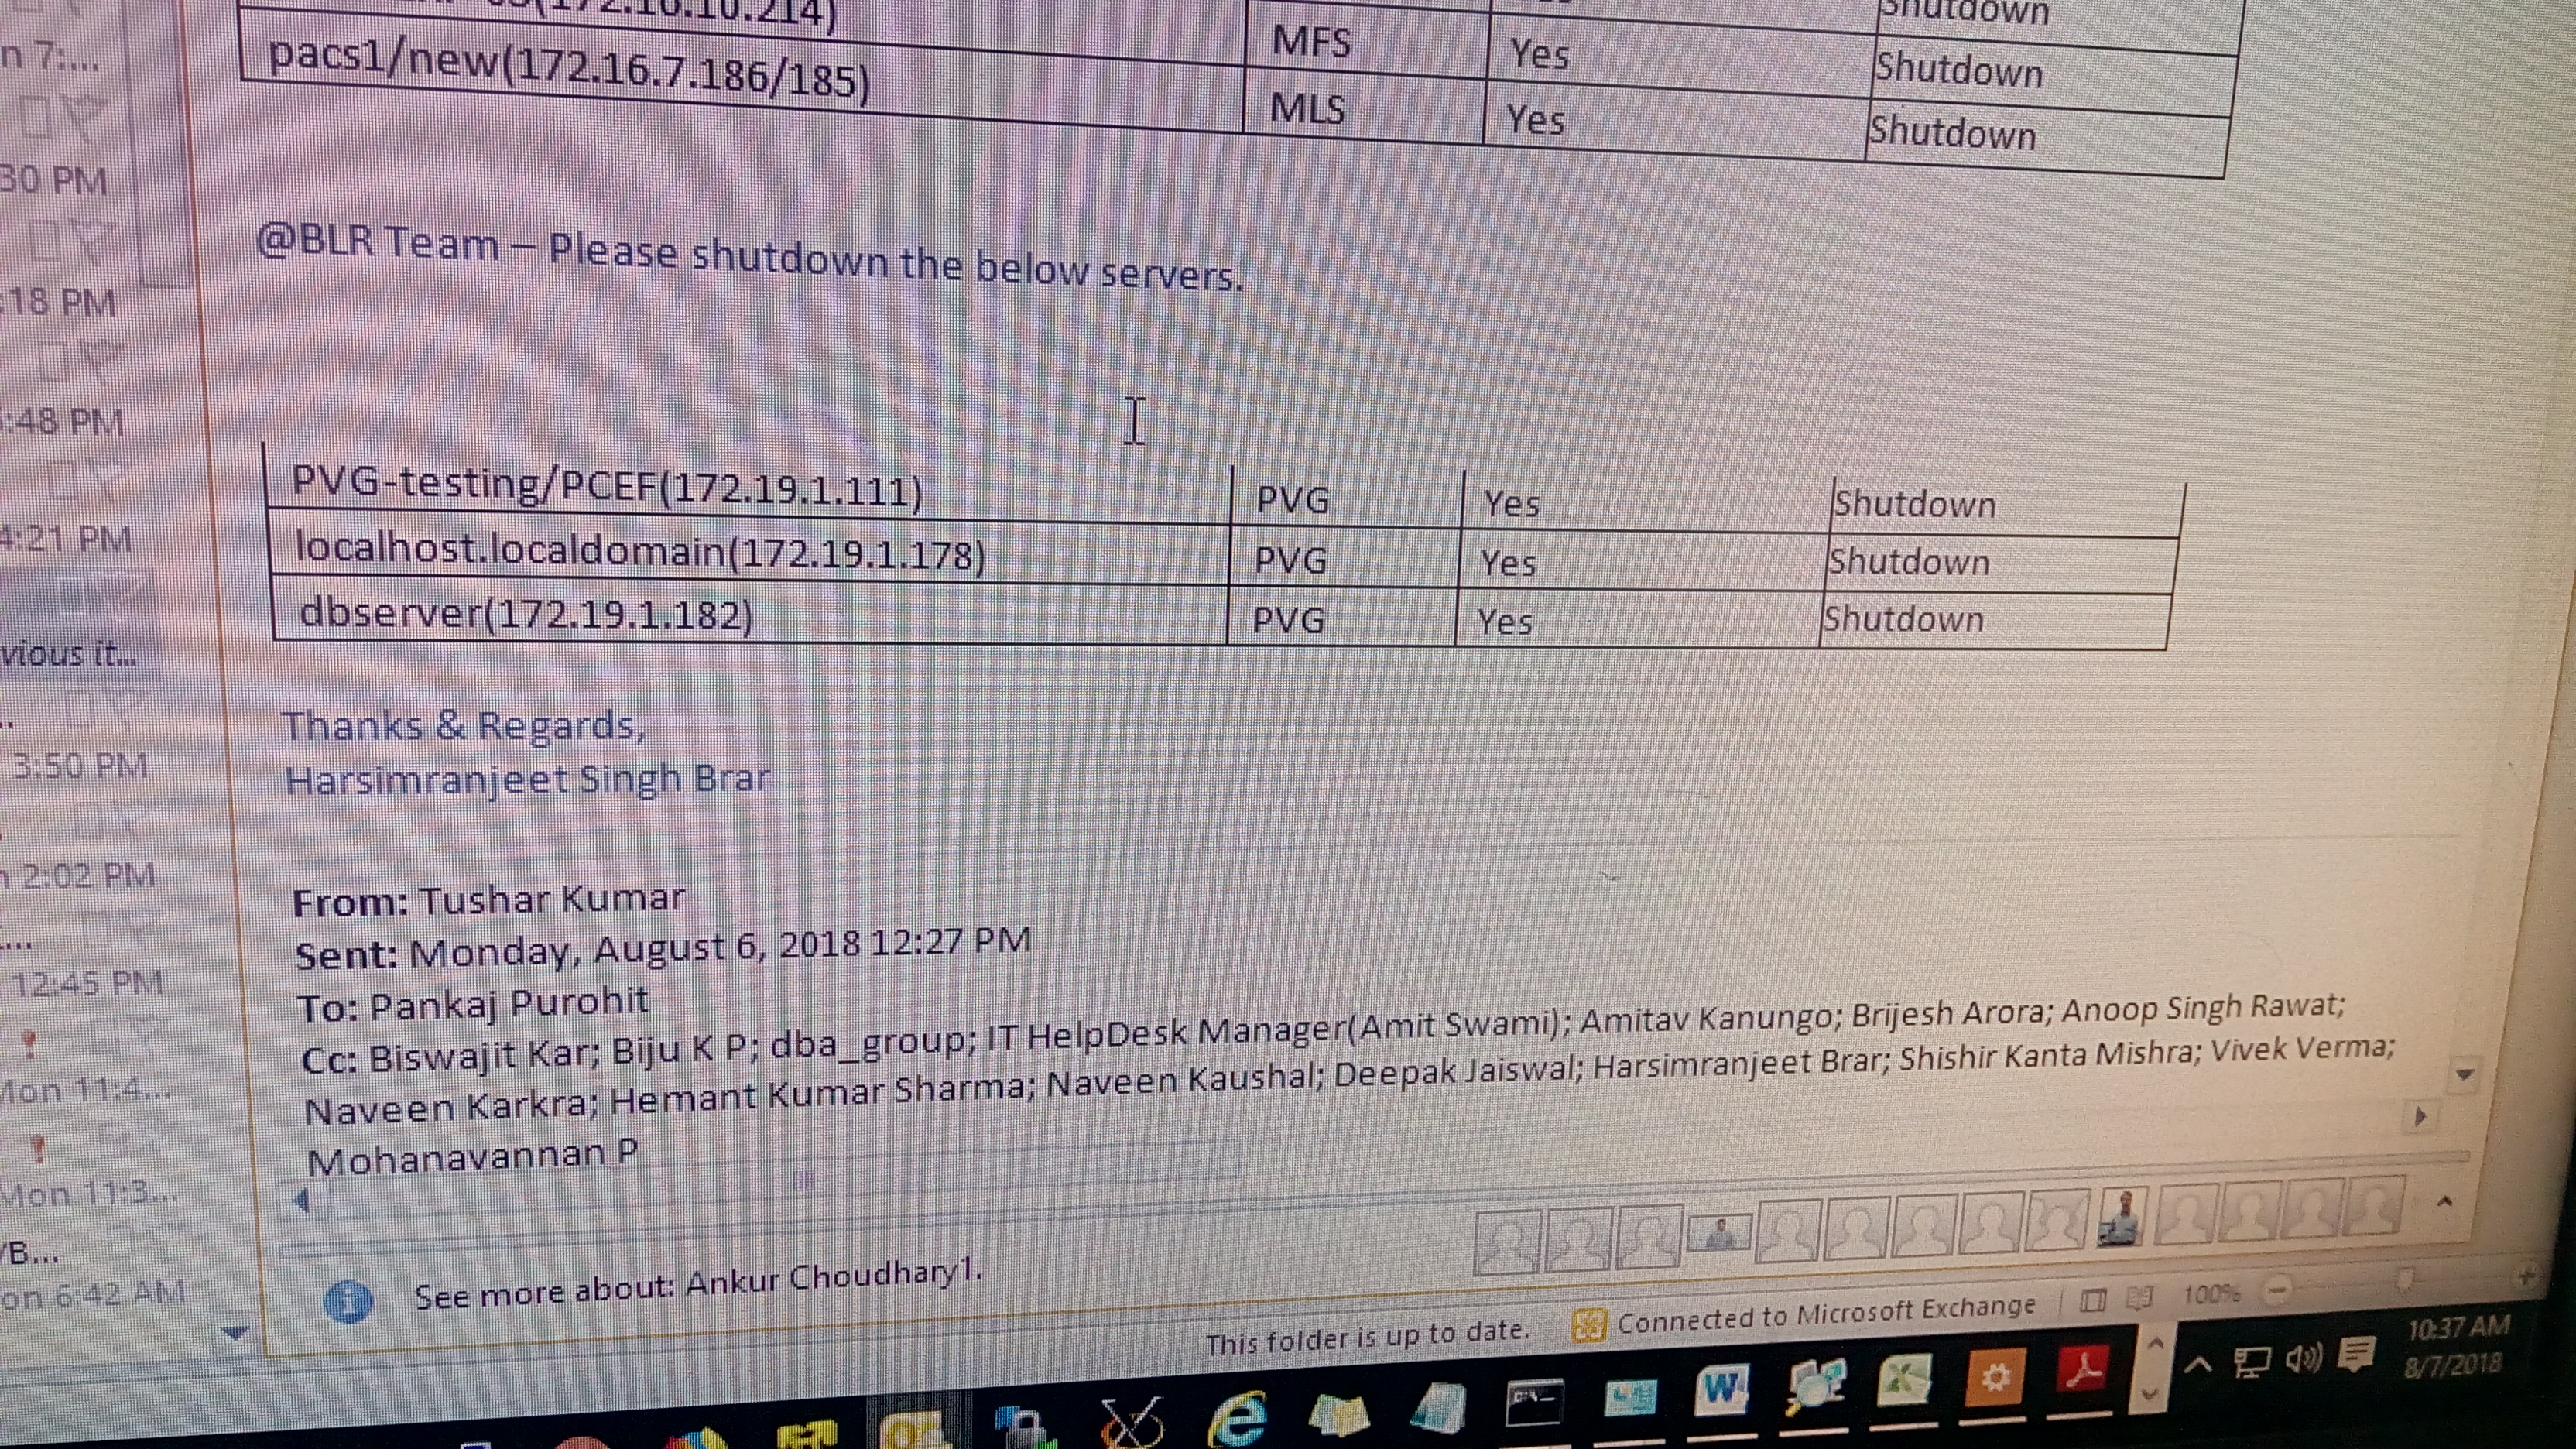 n 7:...
30 PM
:18 PM
:48 PM
4:21 PM
vious it...
3:50 PM
2:02 PM
12:45 PM
Mon 11:4...
Mon 11:3...
B...
on 6:42 AM
(172.16.10.214) MFS Yes Shutdown
pacs1/new(172.16.7.186/185) MLS Yes Shutdown
Shutdown
@BLR Team – Please shutdown the below servers.
PVG-testing/PCEF(172.19.1.111) PVG Yes Shutdown
localhost.localdomain(172.19.1.178) PVG Yes Shutdown
dbserver(172.19.1.182) PVG Yes Shutdown
Thanks & Regards,
Harsimranjeet Singh Brar
From: Tushar Kumar
Sent: Monday, August 6, 2018 12:27 PM
To: Pankaj Purohit
Cc: Biswajit Kar; Biju K P; dba_group; IT HelpDesk Manager(Amit Swami); Amitav Kanungo; Brijesh Arora; Anoop Singh Rawat;
Naveen Karkra; Hemant Kumar Sharma; Naveen Kaushal; Deepak Jaiswal; Harsimranjeet Brar; Shishir Kanta Mishra; Vivek Verma;
Mohanavannan P
See more about: Ankur Choudhary1.
This folder is up to date. Connected to Microsoft Exchange 100%
10:37 AM
8/7/2018